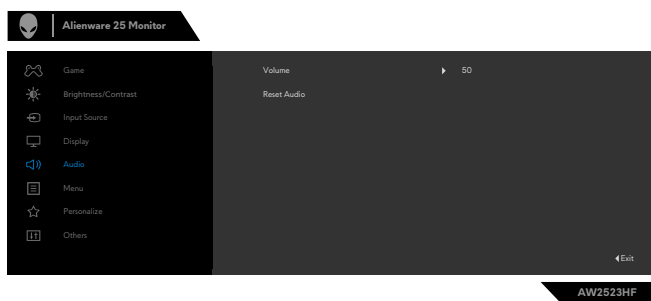 Alienware 25 Monitor
Game
Volume 50
Brightness/Contrast
Reset Audio
Input Source
Display
Audio
Menu
Personalize
Others
Exit
AW2523HF